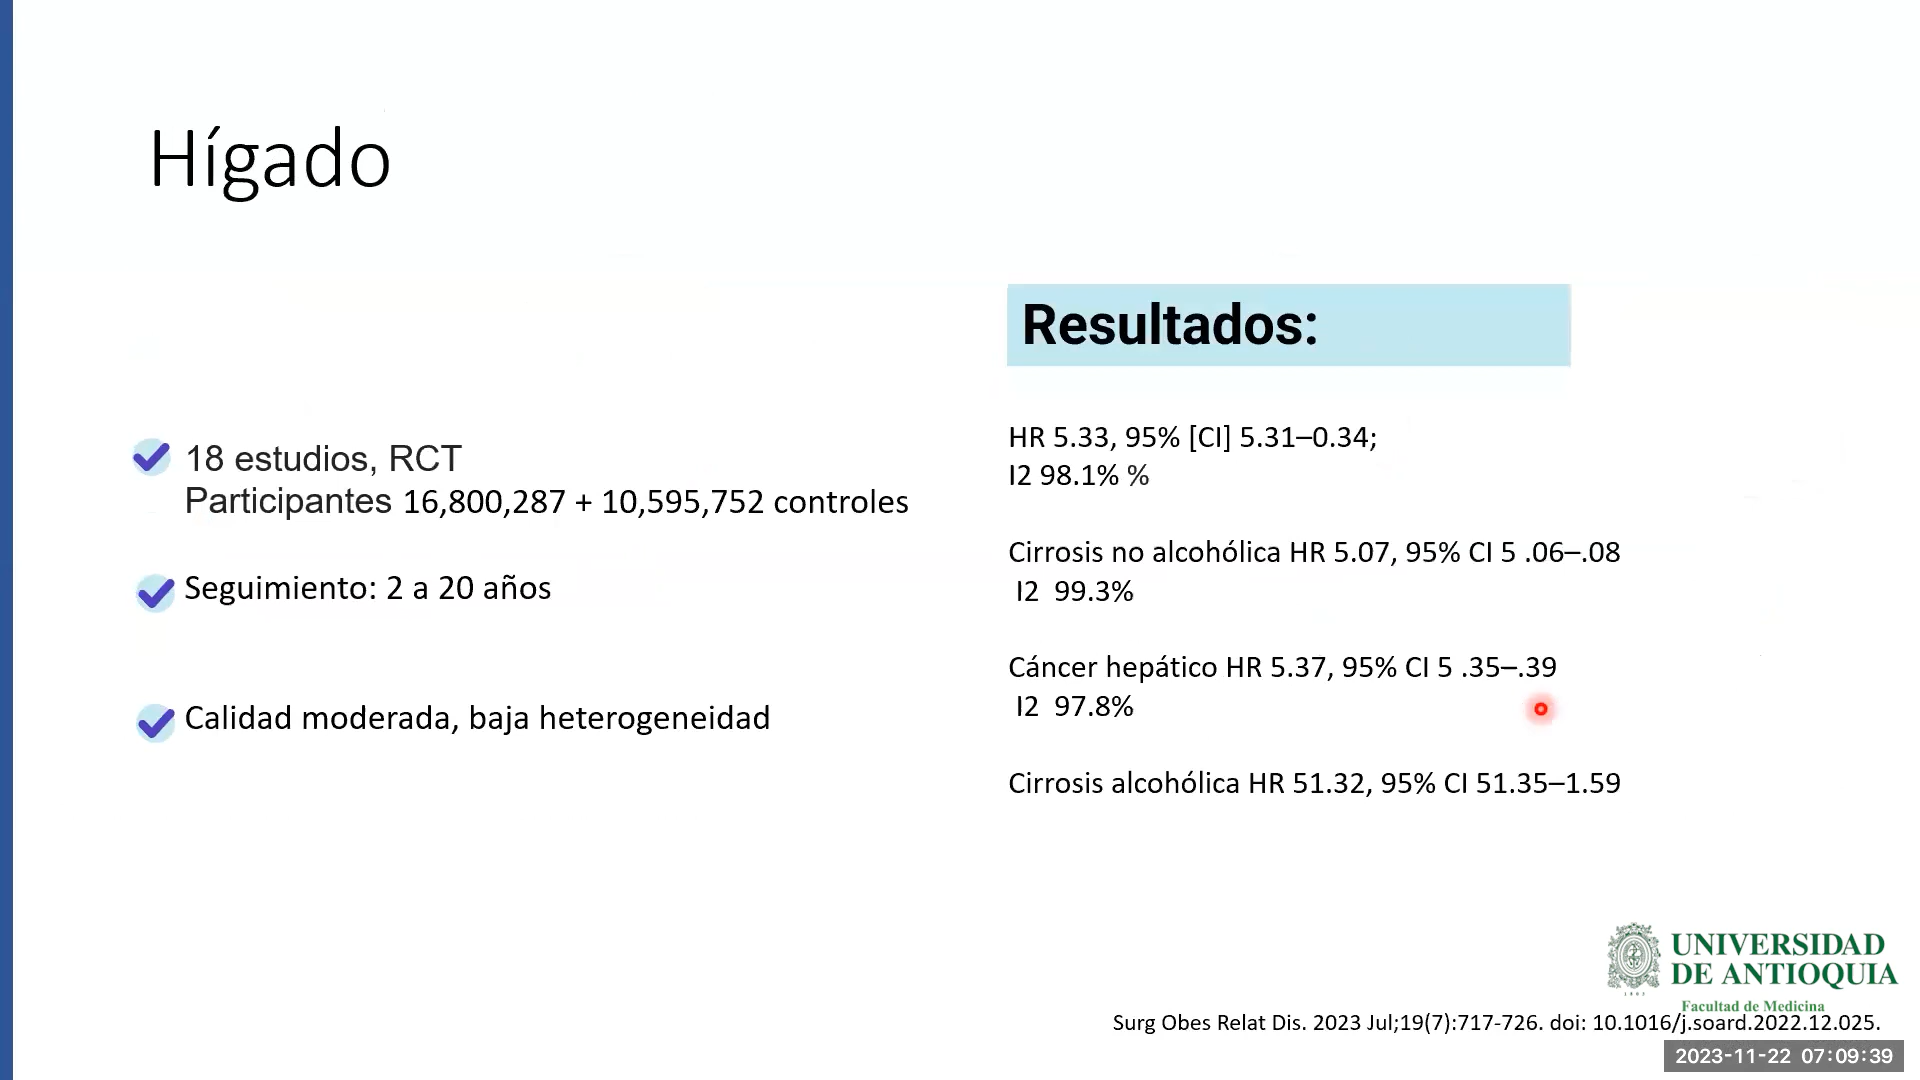 Hígado
18 estudios, RCT
Participantes 16,800,287 + 10,595,752 controles
Seguimiento: 2 a 20 años
Calidad moderada, baja heterogeneidad
Resultados:
HR 5.33, 95% [CI] 5.31–0.34;
I2 98.1% %
Cirrosis no alcohólica HR 5.07, 95% CI 5 .06–.08
I2 99.3%
Cáncer hepático HR 5.37, 95% CI 5 .35–.39
I2 97.8%
Cirrosis alcohólica HR 51.32, 95% CI 51.35–1.59
UNIVERSIDAD
DE ANTIOQUIA
1803
Facultad de Medicina
Surg Obes Relat Dis. 2023 Jul;19(7):717-726. doi: 10.1016/j.soard.2022.12.025.
2023-11-22 07:09:39